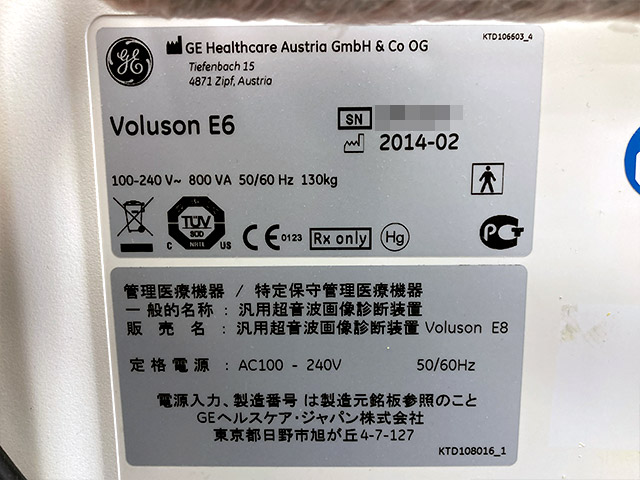 GE Healthcare Austria GmbH & Co OG
KTD106603_4
Tiefenbach 15
4871 Zipf, Austria
Voluson E6
SN
2014-02
100-240 V~ 800 VA 50/60 Hz 130kg
TÜV
SÜD
NRTL
C US
CE 0123
Rx only
Hg
管理医療機器 / 特定保守管理医療機器
一般的名称：汎用超音波画像診断装置
販売名：汎用超音波画像診断装置 Voluson E8
定格電源：AC100 - 240V 50/60Hz
電源入力、製造番号は製造元銘板参照のこと
GEヘルスケア・ジャパン株式会社
東京都日野市旭が丘4-7-127
KTD108016_1